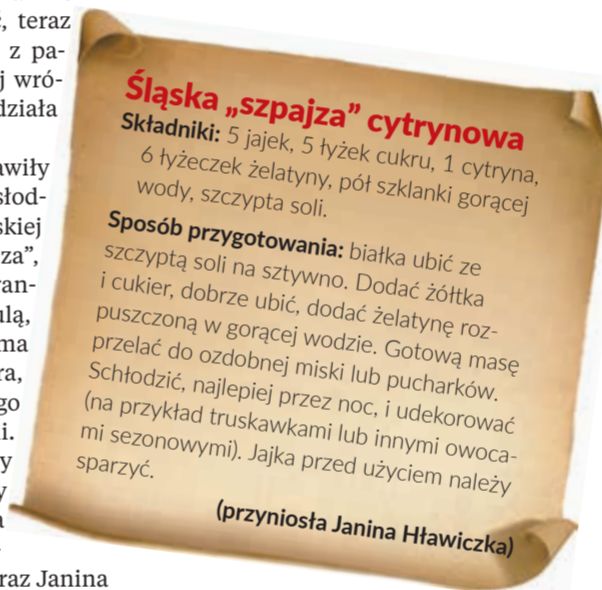 , teraz
z pa-
j wró-
działa
awiły
słod-
skiej
za”,
ran-
ulą,
ma
ra,
go
i.
y
y
a
raz Janina
Śląska „szpajza” cytrynowa
Składniki: 5 jajek, 5 łyżek cukru, 1 cytryna,
6 łyżeczek żelatyny, pół szklanki gorącej
wody, szczypta soli.
Sposób przygotowania: białka ubić ze
szczyptą soli na sztywno. Dodać żółtka
i cukier, dobrze ubić, dodać żelatynę roz-
puszczoną w gorącej wodzie. Gotową masę
przelać do ozdobnej miski lub pucharków.
Schłodzić, najlepiej przez noc, i udekorować
(na przykład truskawkami lub innymi owoca-
mi sezonowymi). Jajka przed użyciem należy
sparzyć.
(przyniosła Janina Hławiczka)